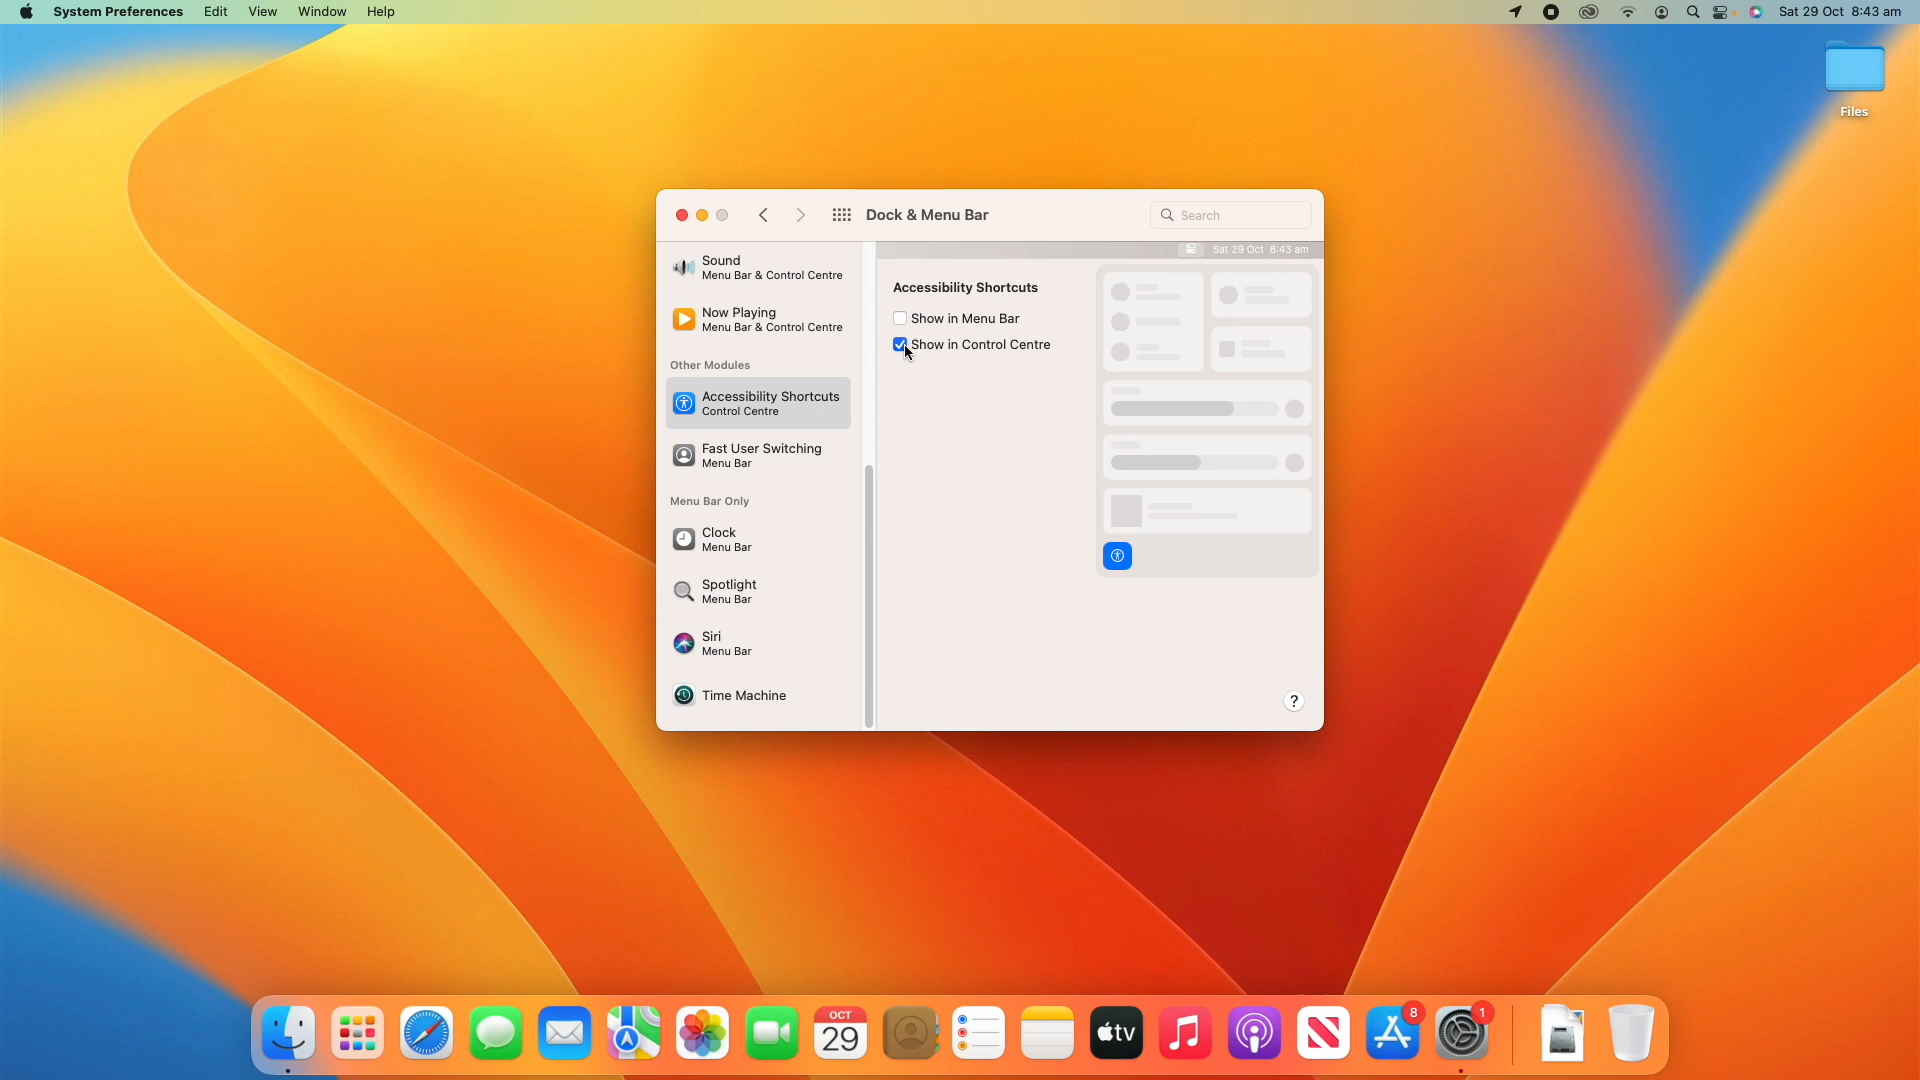 System Preferences Edit View Window Help
Sat 29 Oct 8:43 am
Files
Dock & Menu Bar
Search
Sound
Menu Bar & Control Centre
Now Playing
Menu Bar & Control Centre
Other Modules
Accessibility Shortcuts
Control Centre
Fast User Switching
Menu Bar
Menu Bar Only
Clock
Menu Bar
Spotlight
Menu Bar
Siri
Menu Bar
Time Machine
Sat 29 Oct 8:43 am
Accessibility Shortcuts
Show in Menu Bar
Show in Control Centre
?
OCT
29
tv
8
1